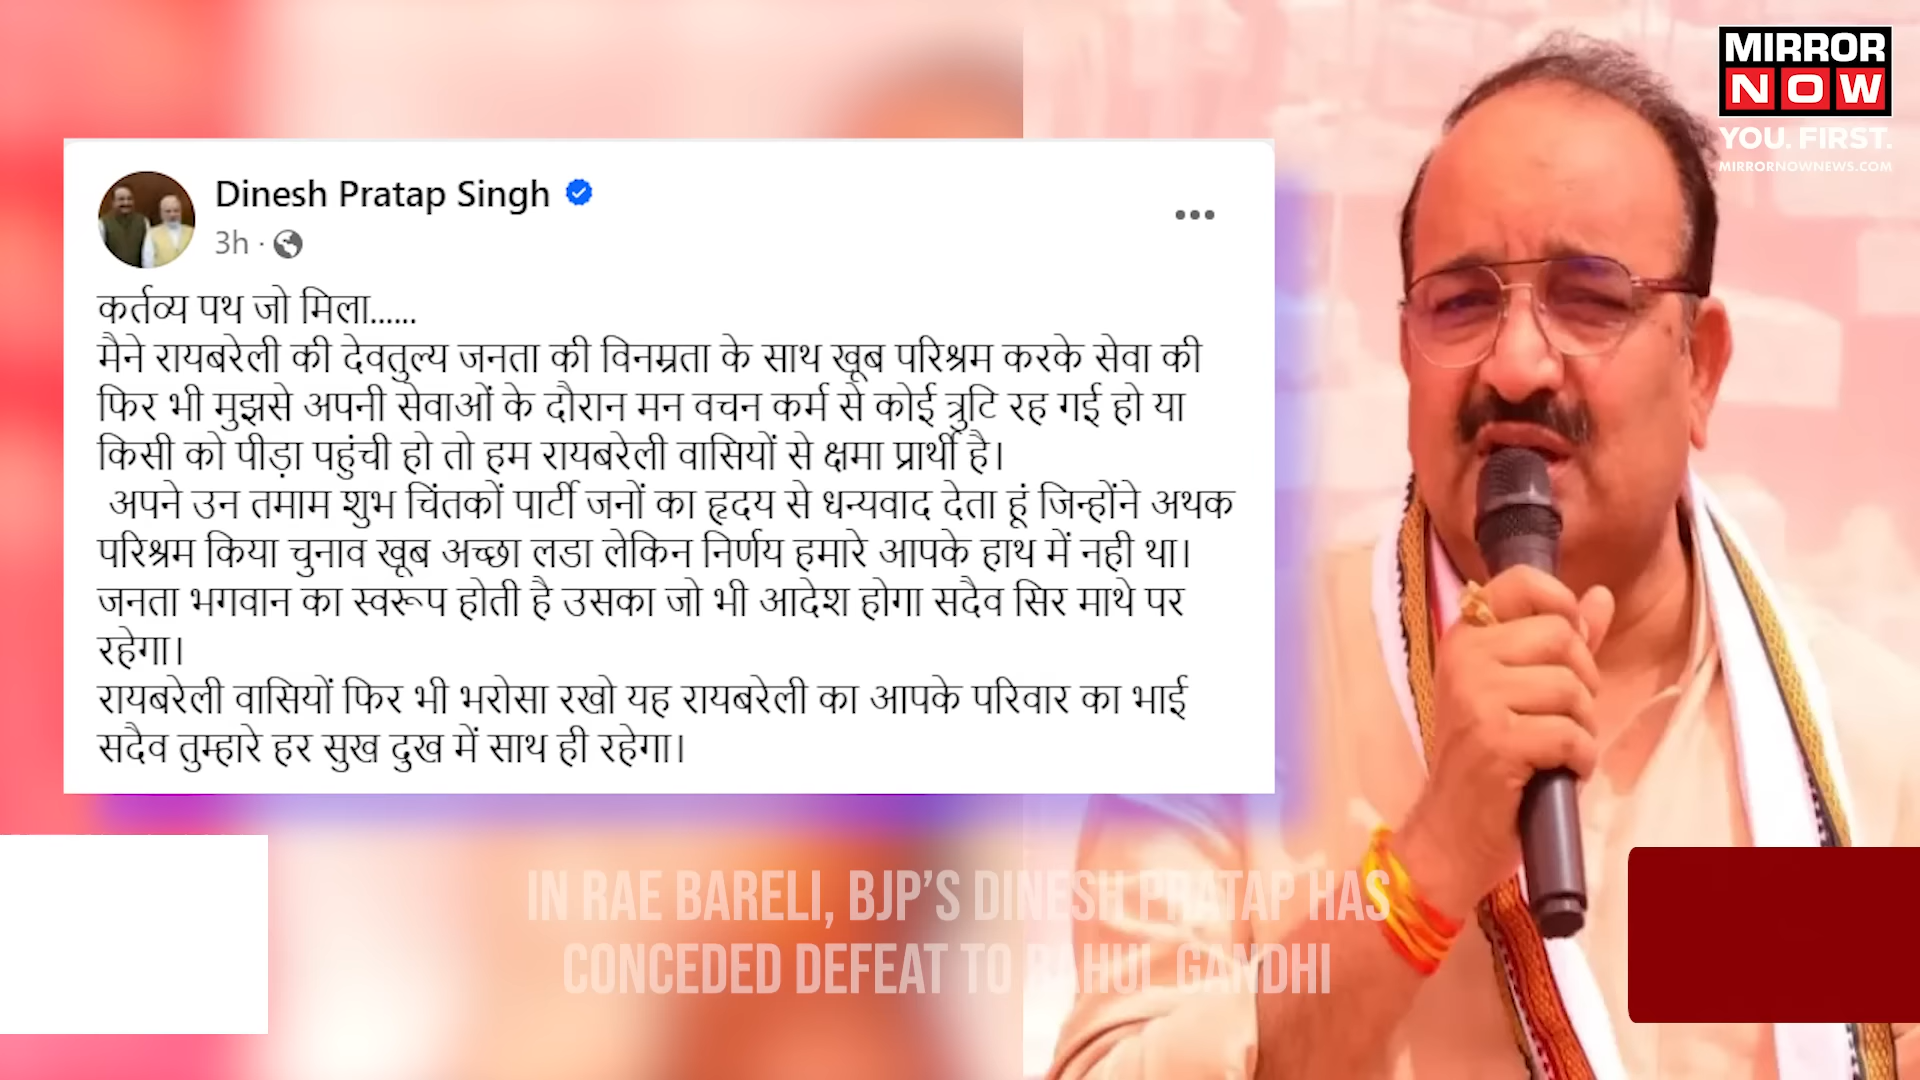 MIRROR
NOW
YOU. FIRST.
MIRRORNOWNEWS.COM
Dinesh Pratap Singh
3h ·
कर्तव्य पथ जो मिला......
मैने रायबरेली की देवतुल्य जनता की विनम्रता के साथ खूब परिश्रम करके सेवा की
फिर भी मुझसे अपनी सेवाओं के दौरान मन वचन कर्म से कोई त्रुटि रह गई हो या
किसी को पीड़ा पहुंची हो तो हम रायबरेली वासियों से क्षमा प्रार्थी है।
अपने उन तमाम शुभ चिंतकों पार्टी जनों का हृदय से धन्यवाद देता हूं जिन्होंने अथक
परिश्रम किया चुनाव खूब अच्छा लडा लेकिन निर्णय हमारे आपके हाथ में नही था।
जनता भगवान का स्वरूप होती है उसका जो भी आदेश होगा सदैव सिर माथे पर
रहेगा।
रायबरेली वासियों फिर भी भरोसा रखो यह रायबरेली का आपके परिवार का भाई
सदैव तुम्हारे हर सुख दुख में साथ ही रहेगा।
IN RAE BARELI, BJP'S DINESH PRATAP HAS
CONCEDED DEFEAT TO RAHUL GANDHI